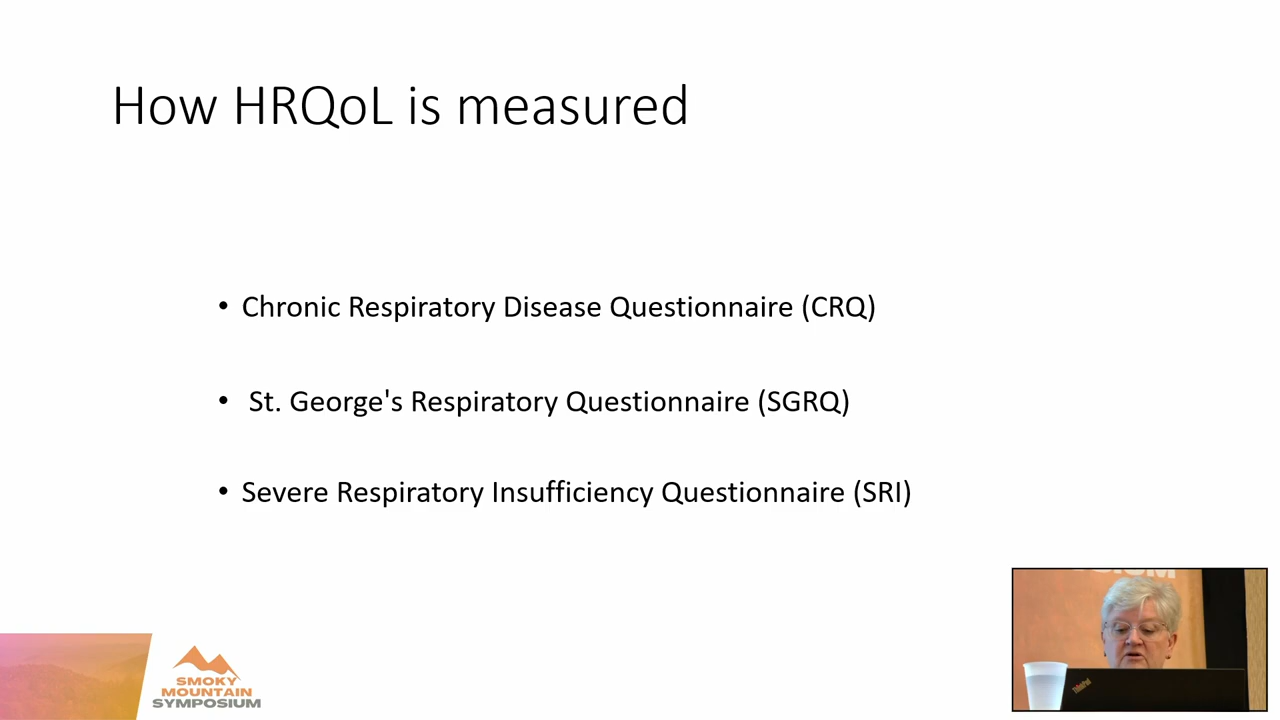 How HRQoL is measured
• Chronic Respiratory Disease Questionnaire (CRQ)
• St. George's Respiratory Questionnaire (SGRQ)
• Severe Respiratory Insufficiency Questionnaire (SRI)
SMOKY
MOUNTAIN
SYMPOSIUM
ThinkPad